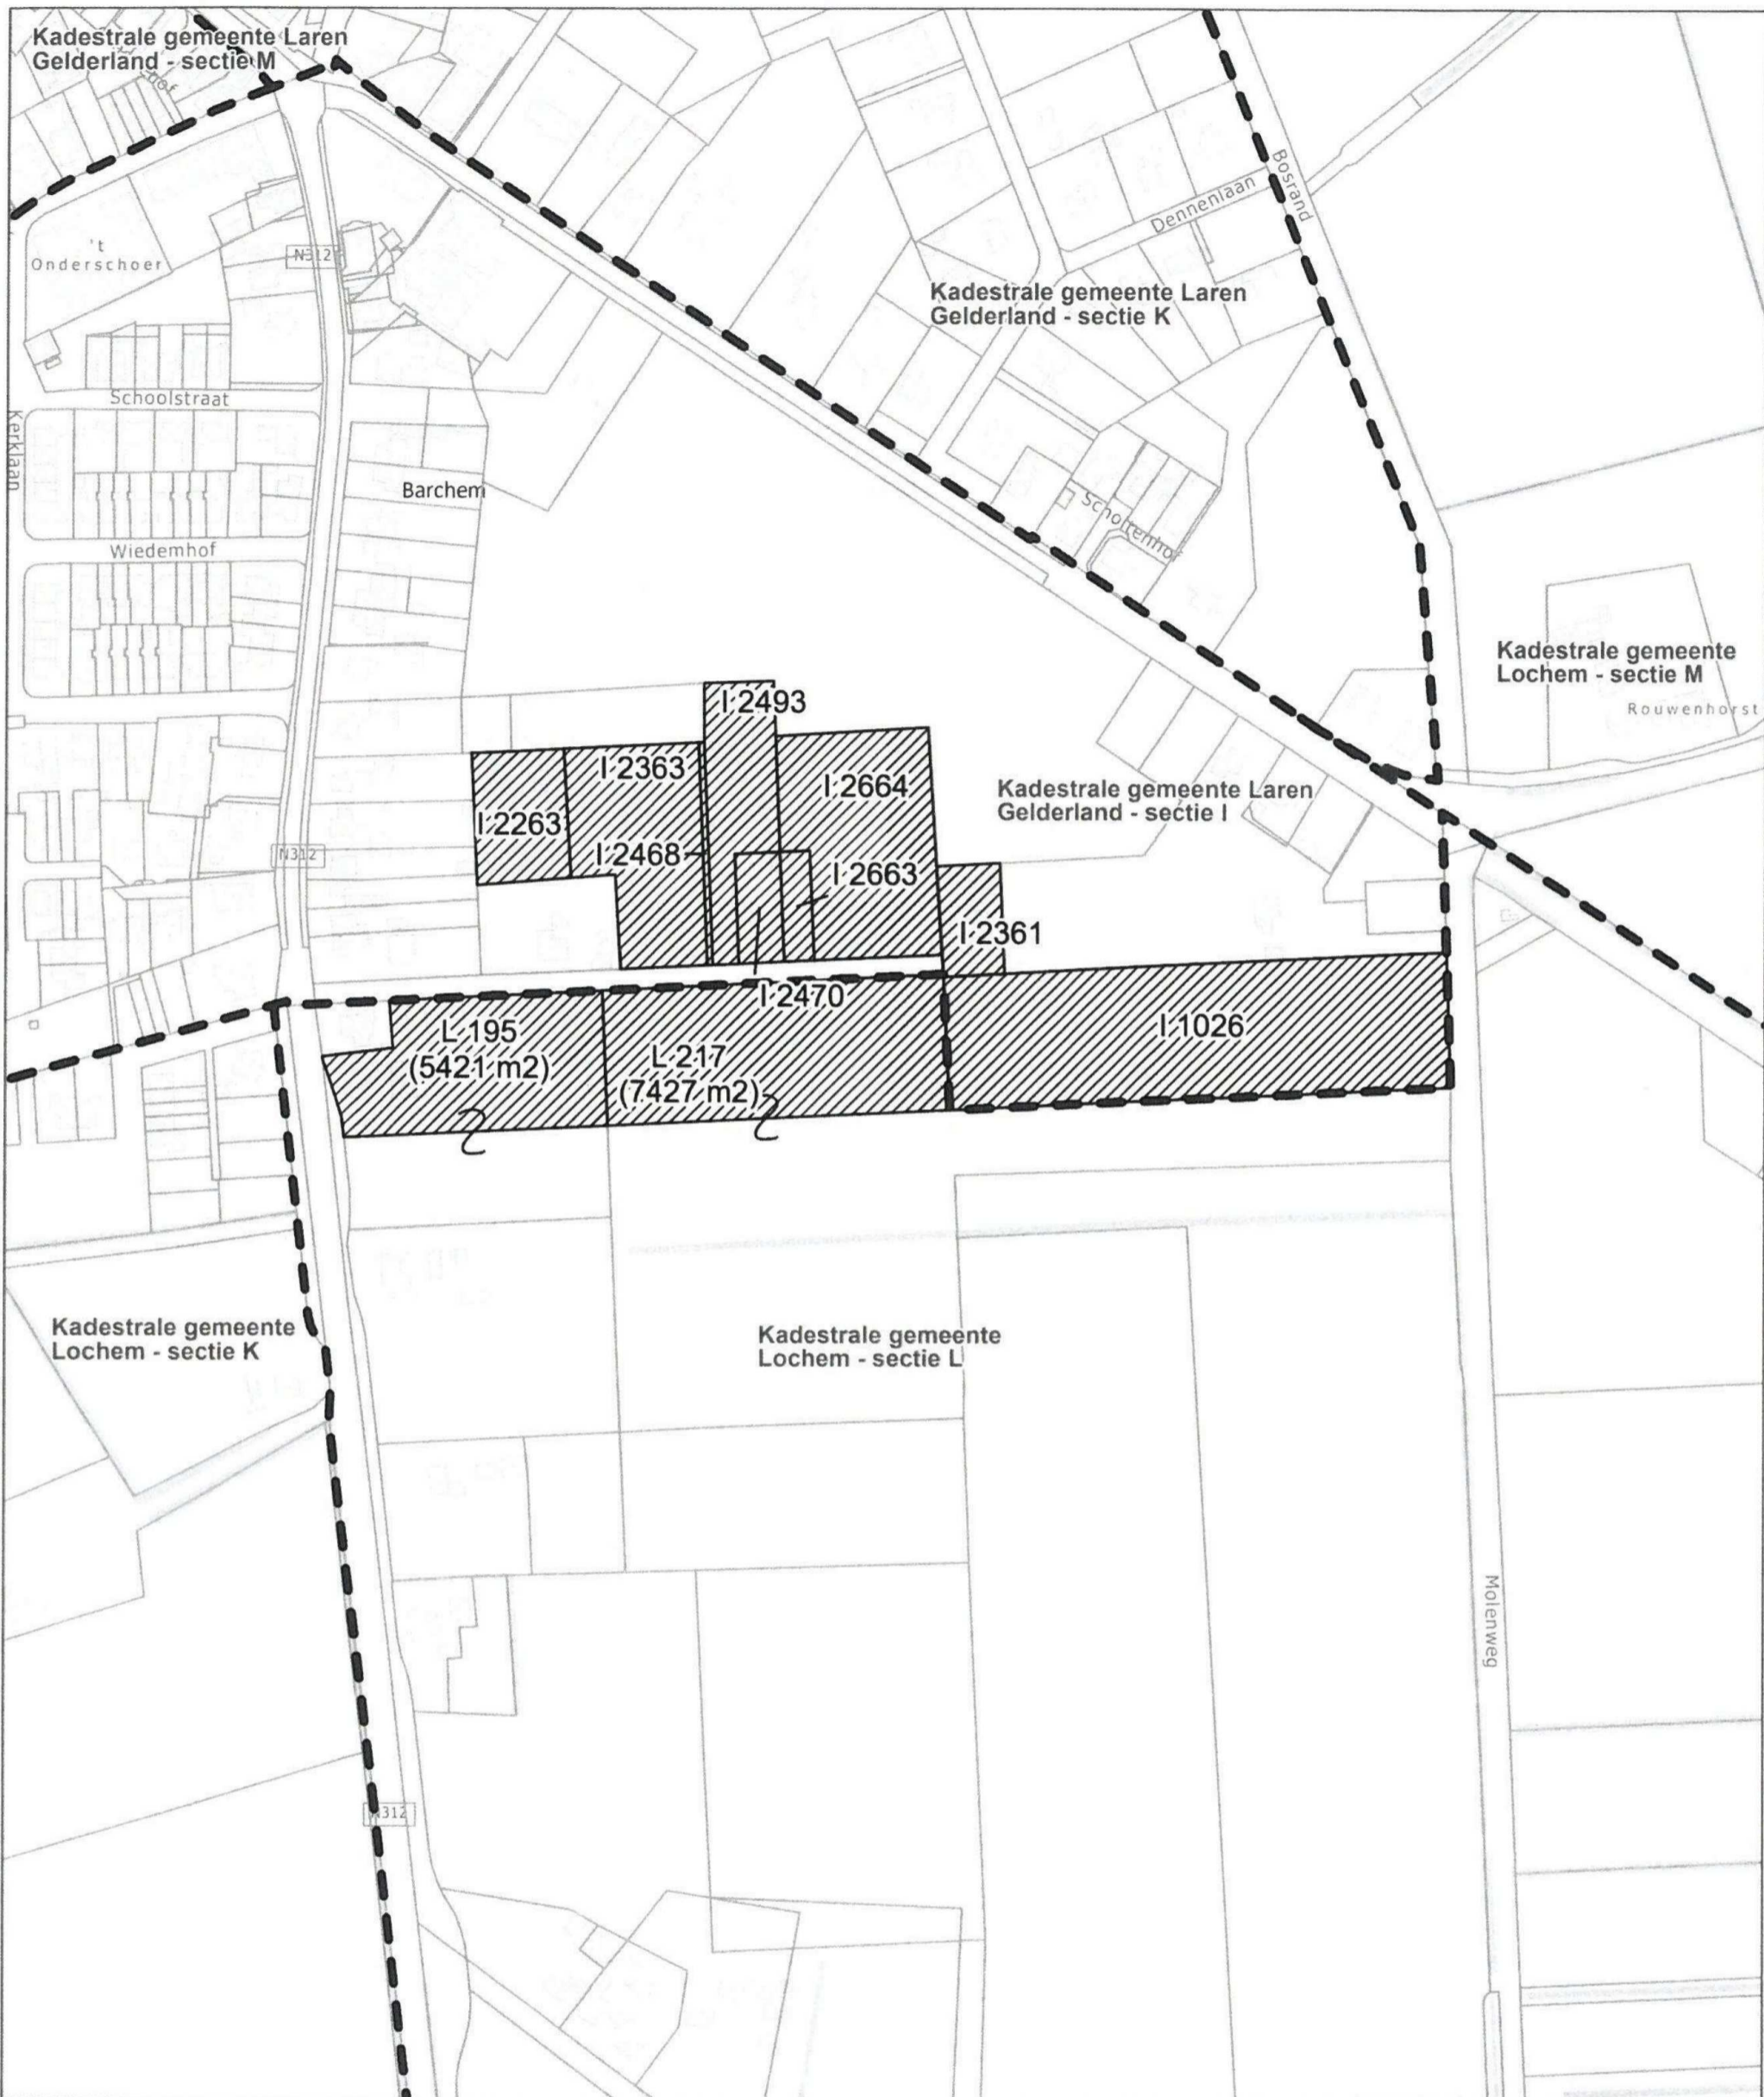 Kadestrale gemeente Laren
Gelderland - sectie M
hof
Bosrand
Dennenlaan
't
Onderschoer
N312
Kadestrale gemeente Laren
Gelderland - sectie K
Schoolstraat
Kerklaan
Barchem
Scholtenhof
Wiedemhof
Kadestrale gemeente
Lochem - sectie M
Rouwenhorst
I 2493
I 2363
I 2664
Kadestrale gemeente Laren
Gelderland - sectie I
I 2263
N312
I 2468
I 2663
I 2361
I 2470
L 195
(5421 m2)
L 217
(7427 m2)
I 1026
Kadestrale gemeente
Lochem - sectie K
Kadestrale gemeente
Lochem - sectie L
Molenweg
N312